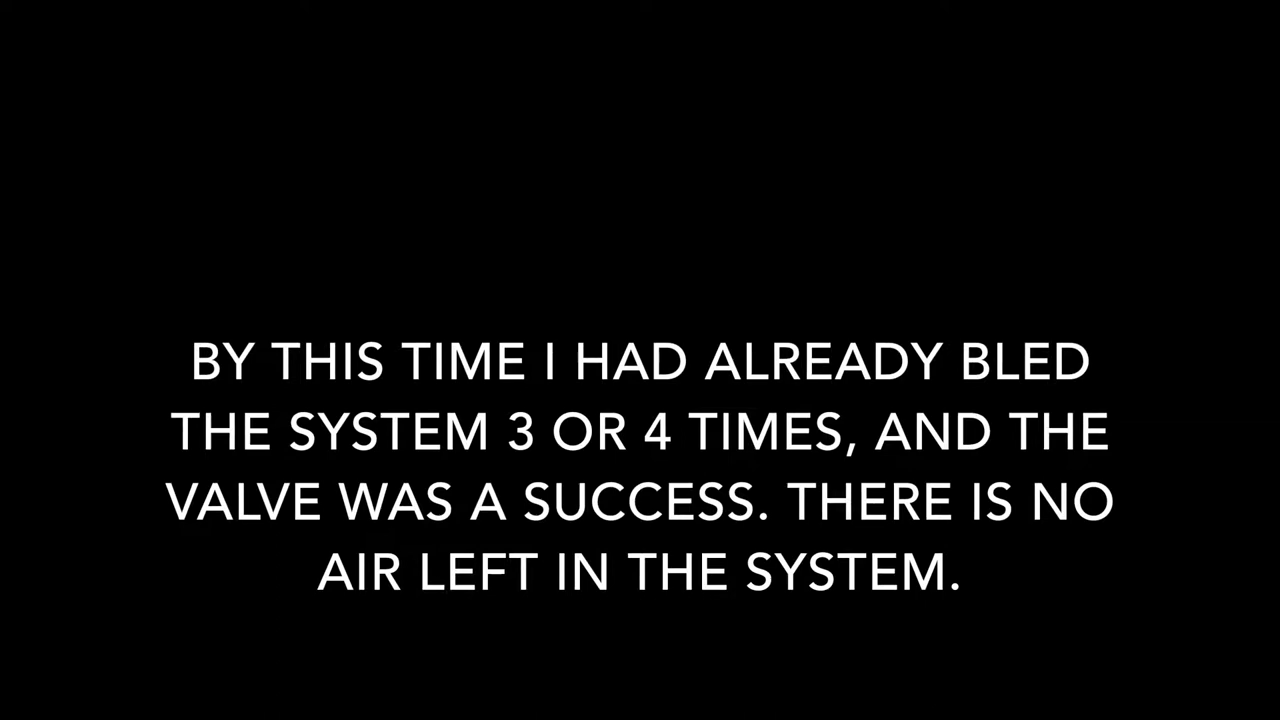 BY THIS TIME I HAD ALREADY BLED
THE SYSTEM 3 OR 4 TIMES, AND THE
VALVE WAS A SUCCESS. THERE IS NO
AIR LEFT IN THE SYSTEM.